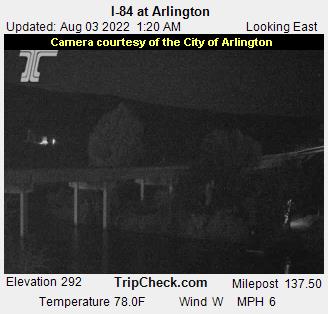 I-84 at Arlington
Updated: Aug 03 2022 1:20 AM Looking East
Camera courtesy of the City of Arlington
Elevation 292 TripCheck.com Milepost 137.50
Temperature 78.0F Wind W MPH 6